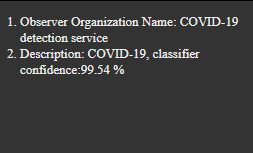 1. Observer Organization Name: COVID-19
detection service
2. Description: COVID-19, classifier
confidence:99.54 %